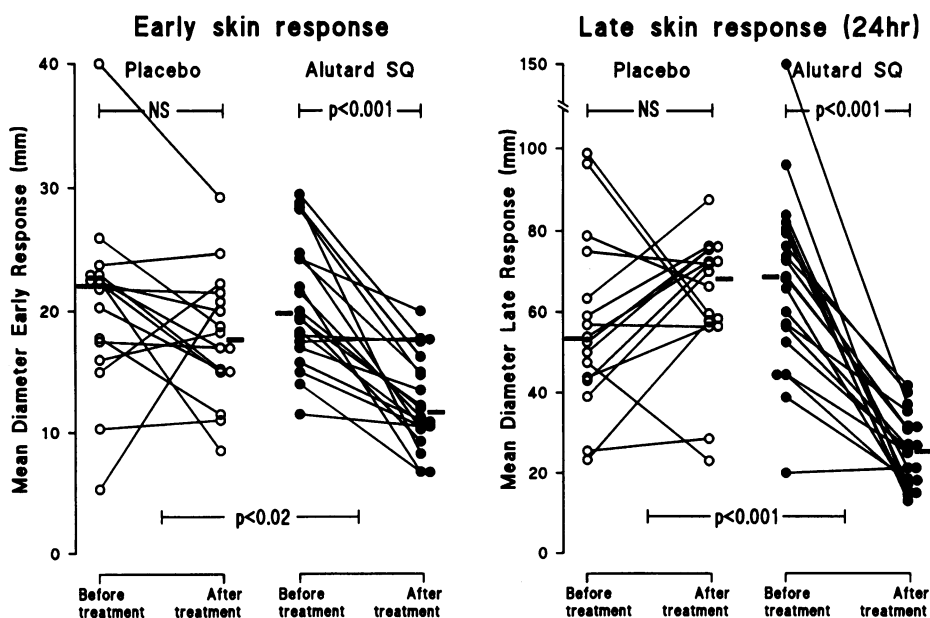 Early skin response
Placebo
Alutard SQ
NS
p<0.001
Mean Diameter Early Response (mm)
40
30
20
10
0
p<0.02
Before treatment
After treatment
Before treatment
After treatment
Late skin response (24hr)
Placebo
Alutard SQ
NS
p<0.001
Mean Diameter Late Response (mm)
150
100
80
60
40
20
0
p<0.001
Before treatment
After treatment
Before treatment
After treatment